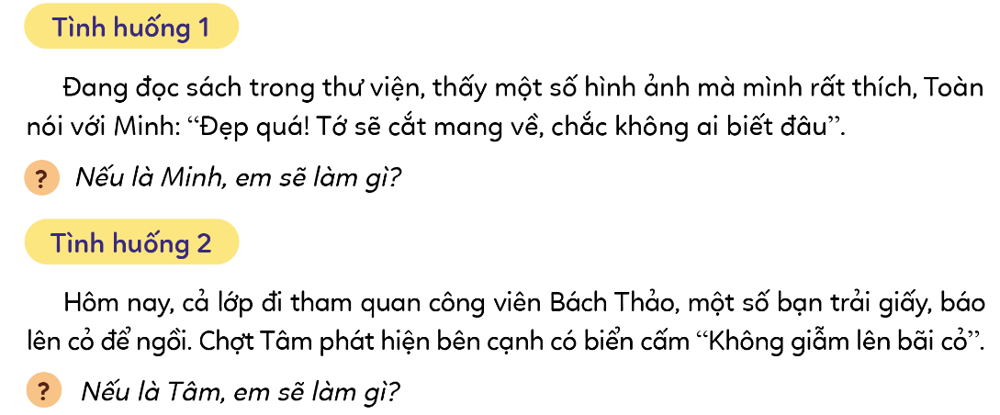 Tình huống 1
Đang đọc sách trong thư viện, thấy một số hình ảnh mà mình rất thích, Toàn
nói với Minh: “Đẹp quá! Tớ sẽ cắt mang về, chắc không ai biết đâu”.
? Nếu là Minh, em sẽ làm gì?
Tình huống 2
Hôm nay, cả lớp đi tham quan công viên Bách Thảo, một số bạn trải giấy, báo
lên cỏ để ngồi. Chợt Tâm phát hiện bên cạnh có biển cấm “Không giẫm lên bãi cỏ”.
? Nếu là Tâm, em sẽ làm gì?